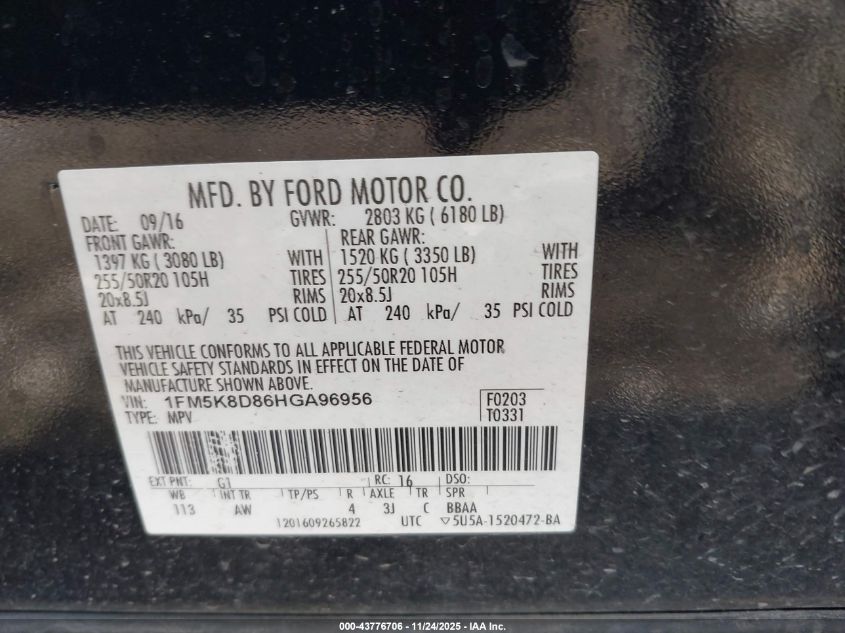 MFD. BY FORD MOTOR CO.
DATE: 09/16 GVWR: 2803 KG ( 6180 LB)
FRONT GAWR: REAR GAWR:
1397 KG ( 3080 LB) WITH 1520 KG ( 3350 LB) WITH
255/50R20 105H TIRES 255/50R20 105H TIRES
20x8.5J RIMS 20x8.5J RIMS
AT 240 kPa/ 35 PSI COLD AT 240 kPa/ 35 PSI COLD
THIS VEHICLE CONFORMS TO ALL APPLICABLE FEDERAL MOTOR
VEHICLE SAFETY STANDARDS IN EFFECT ON THE DATE OF
MANUFACTURE SHOWN ABOVE.
VIN: 1FM5K8D86HGA96956 F0203
TYPE: MPV T0331
EXT PNT: G1 RC: 16 DSO:
WB INT TR TP/PS R AXLE TR SPR
113 AW 4 3J C BBAA
1201609265822 UTC ▽5U5A-1520472-BA
000-43776706 - 11/24/2025 - IAA Inc.